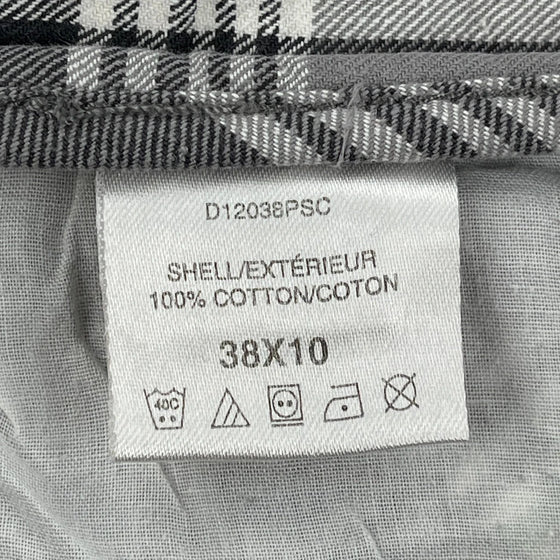 D12038PSC
SHELL/EXTÉRIEUR
100% COTTON/COTON
38X10
40C